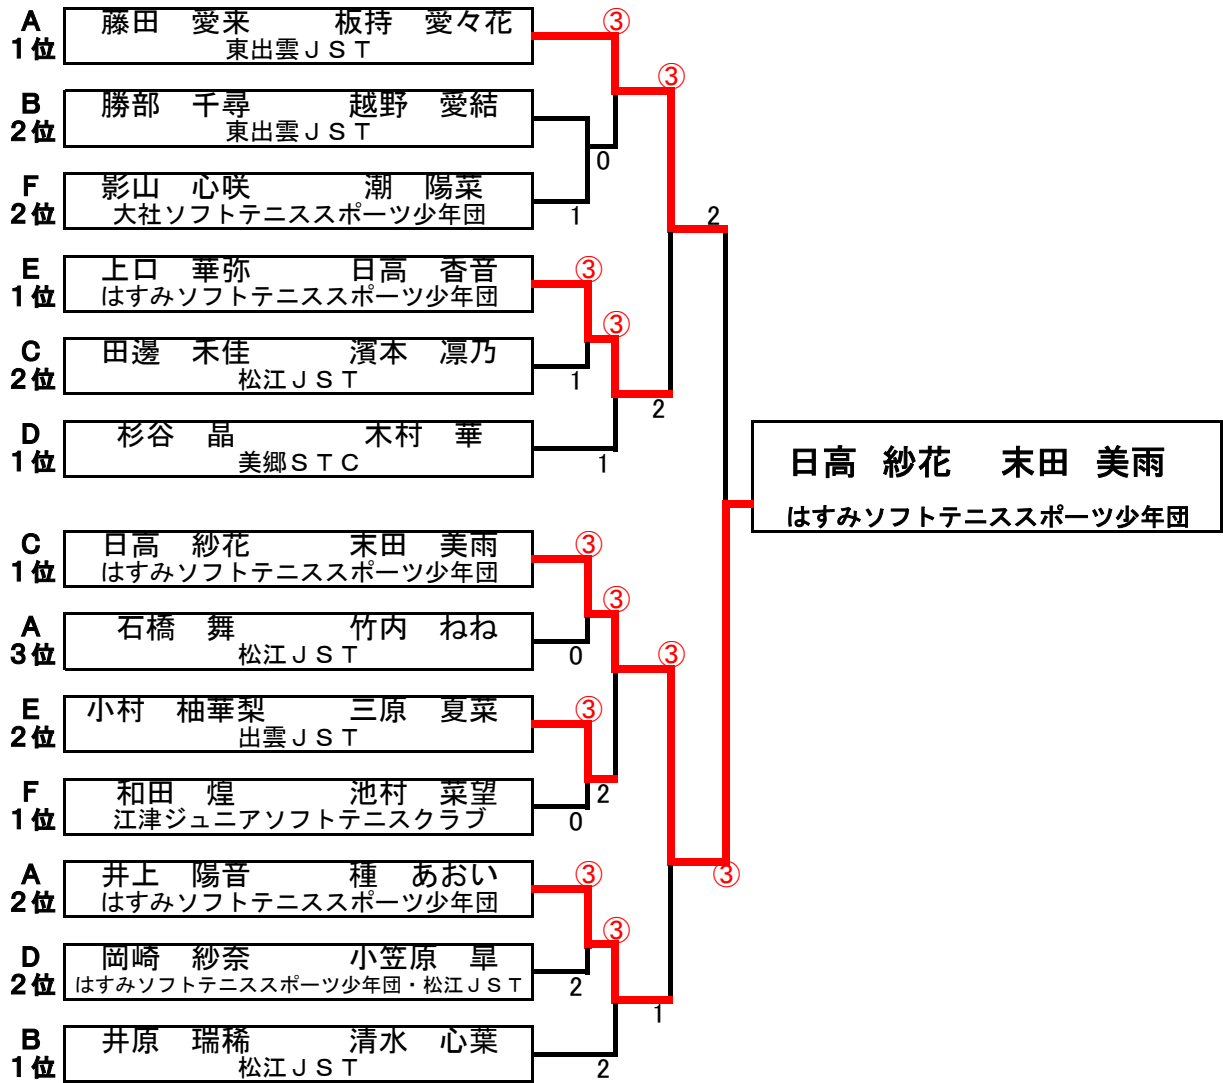 A
1位
藤田　愛来　板持　愛々花
東出雲ＪＳＴ
③
③
B
2位
勝部　千尋　越野　愛結
東出雲ＪＳＴ
0
F
2位
影山　心咲　潮　陽菜
大社ソフトテニススポーツ少年団
1
2
E
1位
上口　華弥　日高　香音
はすみソフトテニススポーツ少年団
③
③
C
2位
田邊　禾佳　濱本　凛乃
松江ＪＳＴ
1
2
D
1位
杉谷　晶　木村　華
美郷ＳＴＣ
1
日高　紗花　末田　美雨
はすみソフトテニススポーツ少年団
C
1位
日高　紗花　末田　美雨
はすみソフトテニススポーツ少年団
③
③
A
3位
石橋　舞　竹内　ねね
松江ＪＳＴ
0
③
E
2位
小村　柚華梨　三原　夏菜
出雲ＪＳＴ
③
2
F
1位
和田　煌　池村　菜望
江津ジュニアソフトテニスクラブ
0
A
2位
井上　陽音　種　あおい
はすみソフトテニススポーツ少年団
③
③
③
D
2位
岡崎　紗奈　小笠原　皐
はすみソフトテニススポーツ少年団・松江ＪＳＴ
2
1
B
1位
井原　瑞稀　清水　心葉
松江ＪＳＴ
2